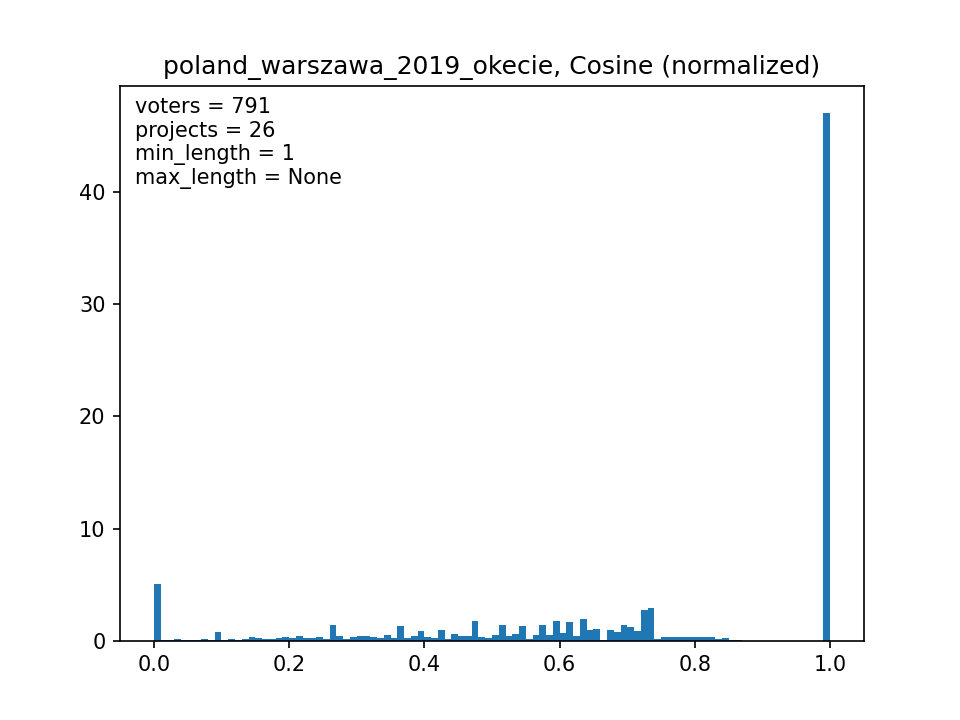 poland_warszawa_2019_okecie, Cosine (normalized)
voters = 791
projects = 26
min_length = 1
max_length = None
40
30
20
10
0
0.0 0.2 0.4 0.6 0.8 1.0